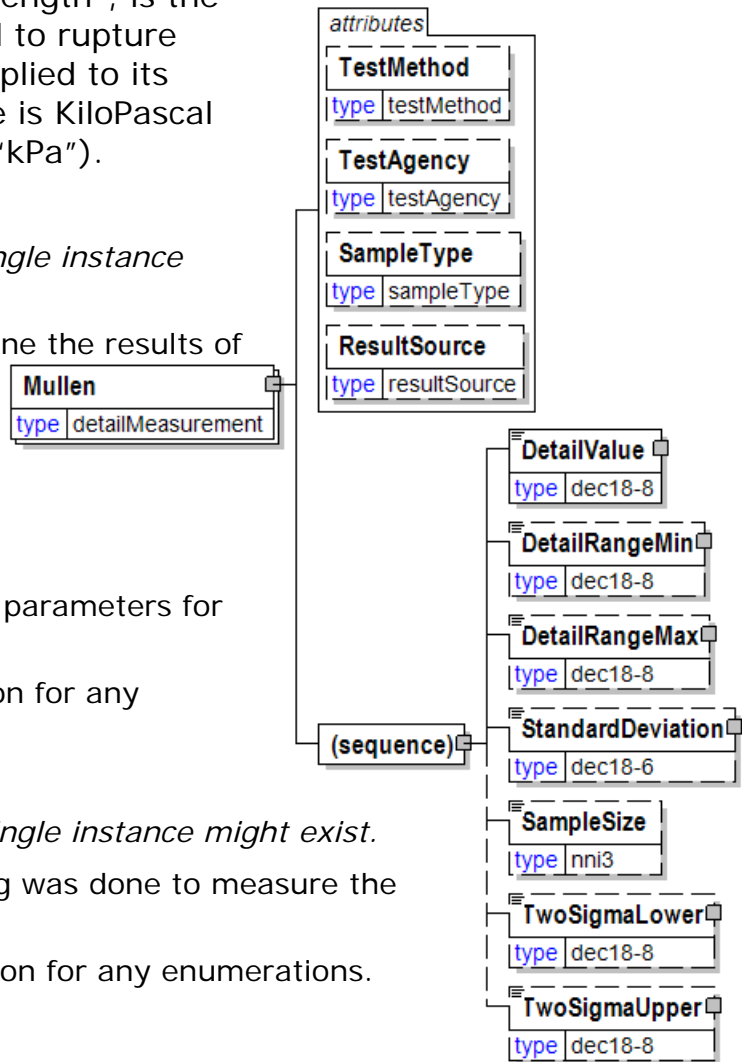 ength", is the
to rupture
plied to its
e is KiloPascal
"kPa").
ngle instance
ne the results of
parameters for
on for any
ingle instance might exist.
g was done to measure the
on for any enumerations.
Mullen
type detailMeasurement
attributes
TestMethod
type testMethod
TestAgency
type testAgency
SampleType
type sampleType
ResultSource
type resultSource
(sequence)
DetailValue
type dec18-8
DetailRangeMin
type dec18-8
DetailRangeMax
type dec18-8
StandardDeviation
type dec18-6
SampleSize
type nni3
TwoSigmaLower
type dec18-8
TwoSigmaUpper
type dec18-8